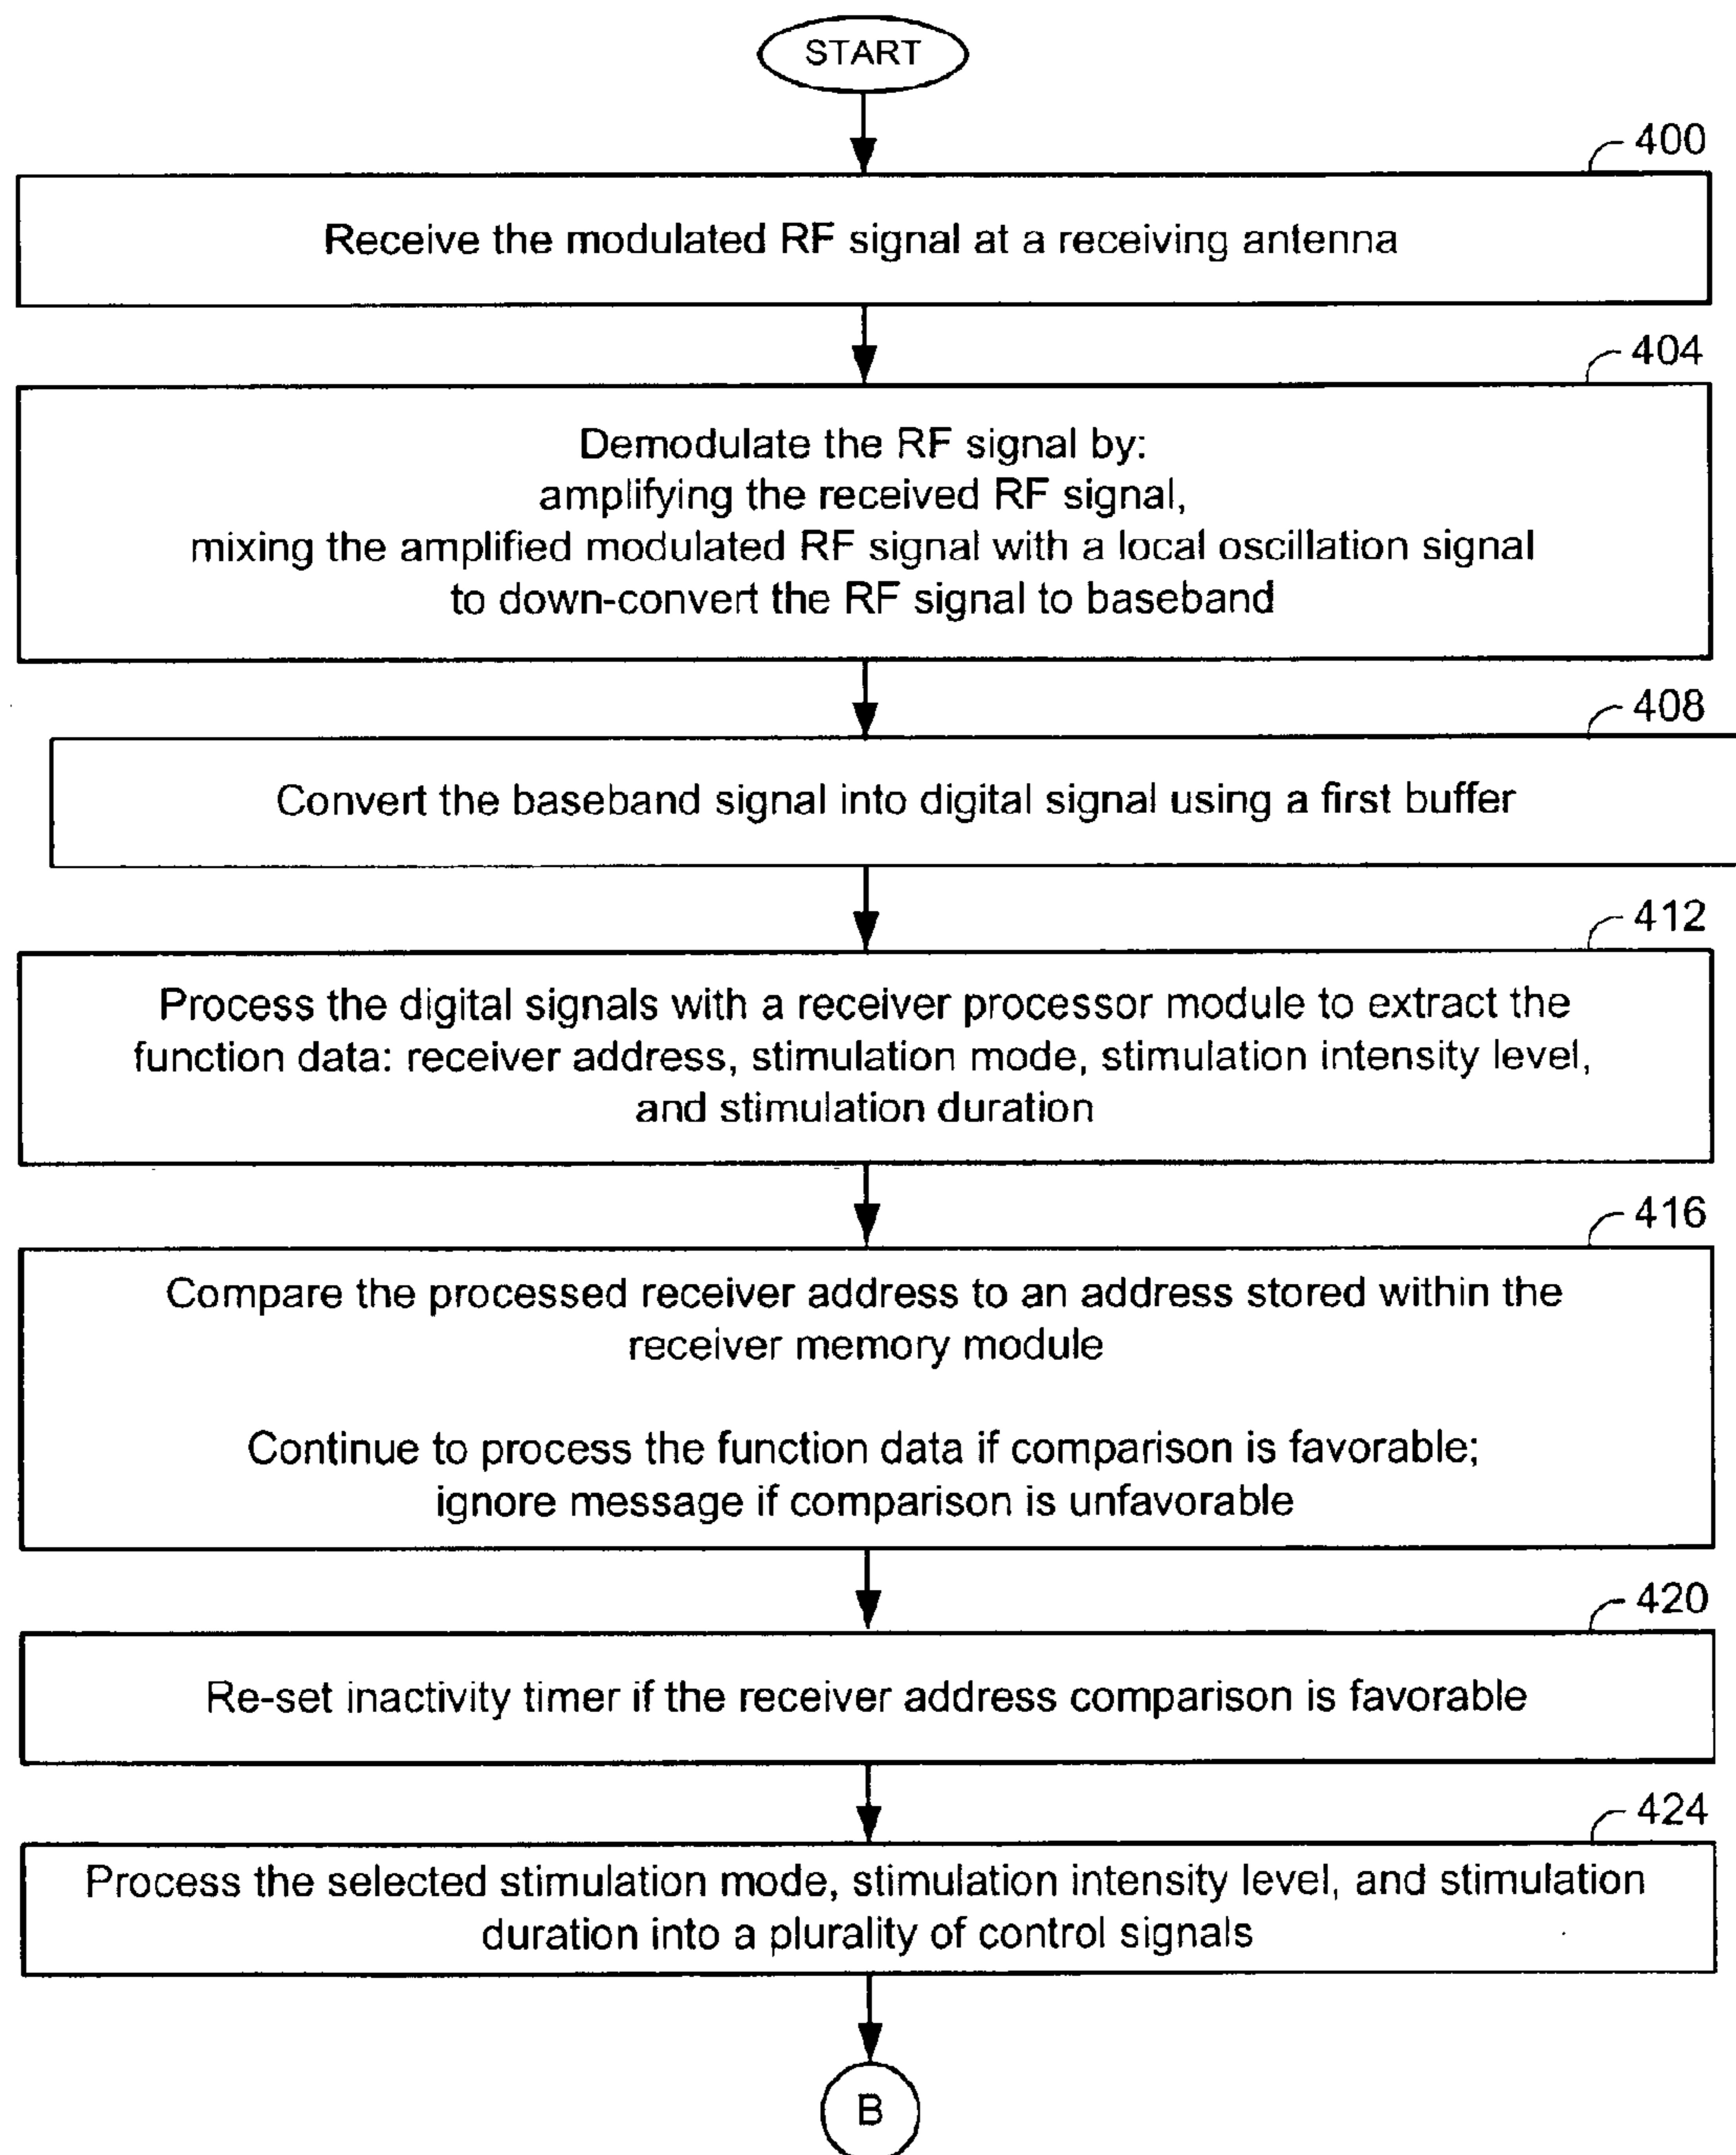 START
400
Receive the modulated RF signal at a receiving antenna
404
Demodulate the RF signal by:
amplifying the received RF signal,
mixing the amplified modulated RF signal with a local oscillation signal
to down-convert the RF signal to baseband
408
Convert the baseband signal into digital signal using a first buffer
412
Process the digital signals with a receiver processor module to extract the
function data: receiver address, stimulation mode, stimulation intensity level,
and stimulation duration
416
Compare the processed receiver address to an address stored within the
receiver memory module
Continue to process the function data if comparison is favorable;
ignore message if comparison is unfavorable
420
Re-set inactivity timer if the receiver address comparison is favorable
424
Process the selected stimulation mode, stimulation intensity level, and stimulation
duration into a plurality of control signals
B